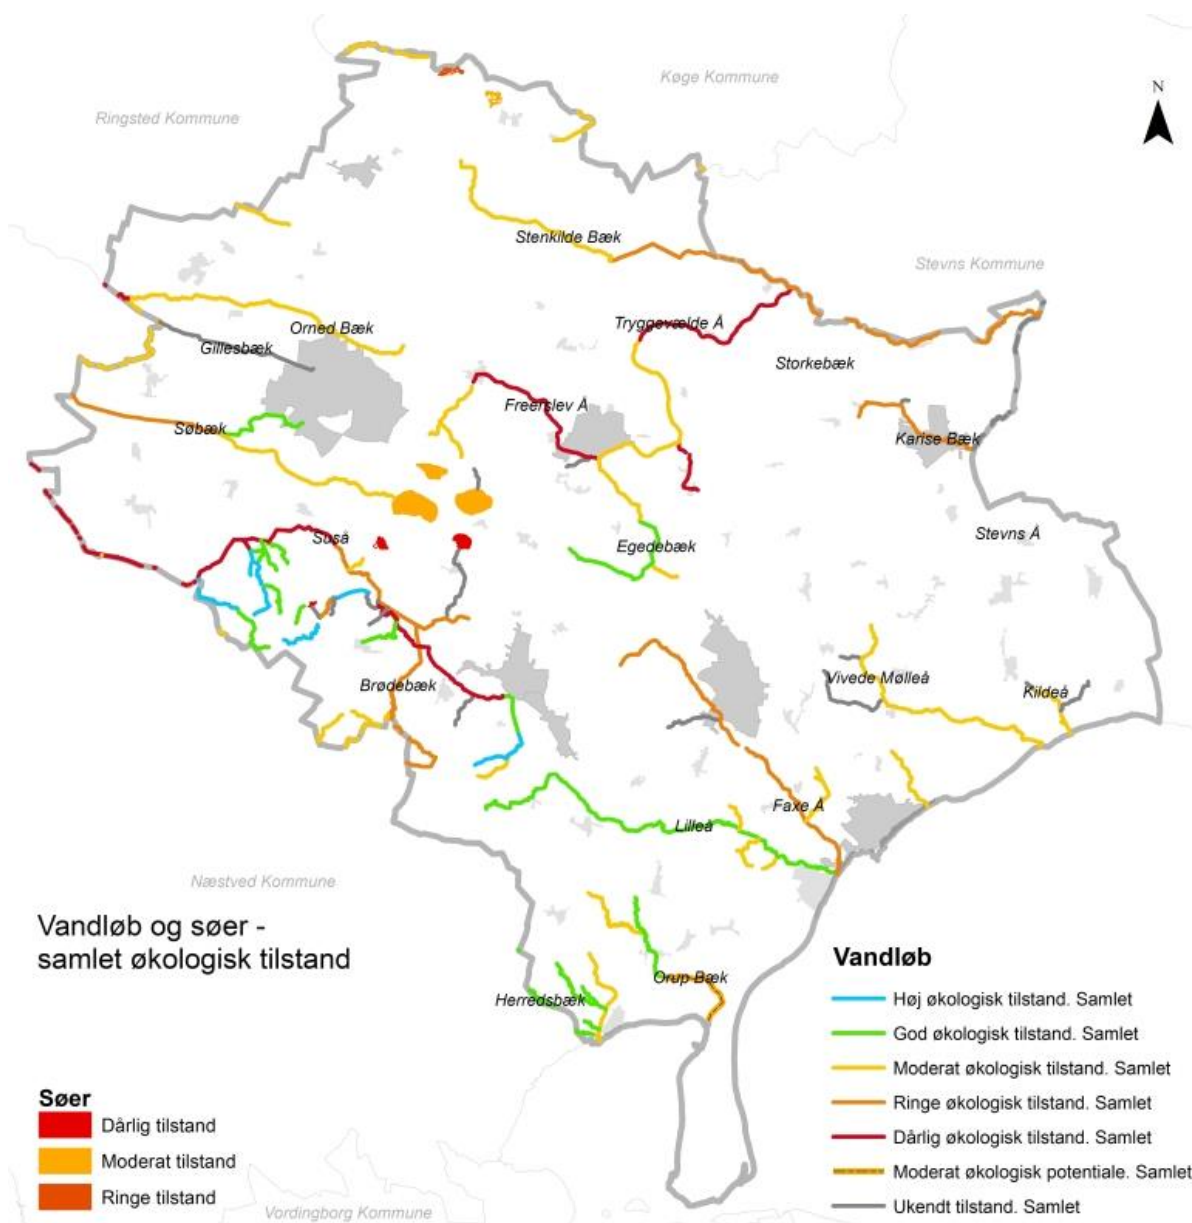 Køge Kommune
N
Ringsted Kommune
Stenkilde Bæk
Stevns Kommune
Tryggevælde Å
Orned Bæk
Gillesbæk
Storkebæk
Freerslev Å
Søbæk
Karise Bæk
Suså
Egedebæk
Stevns Å
Brødebæk
Vivede Mølleå
Kildeå
Faxe Å
Lilleå
Næstved Kommune
Vandløb og søer -
samlet økologisk tilstand
Orup Bæk
Herredsbæk
Vandløb
Høj økologisk tilstand. Samlet
God økologisk tilstand. Samlet
Moderat økologisk tilstand. Samlet
Ringe økologisk tilstand. Samlet
Dårlig økologisk tilstand. Samlet
Moderat økologisk potentiale. Samlet
Ukendt tilstand. Samlet
Søer
Dårlig tilstand
Moderat tilstand
Ringe tilstand
Vordingborg Kommune